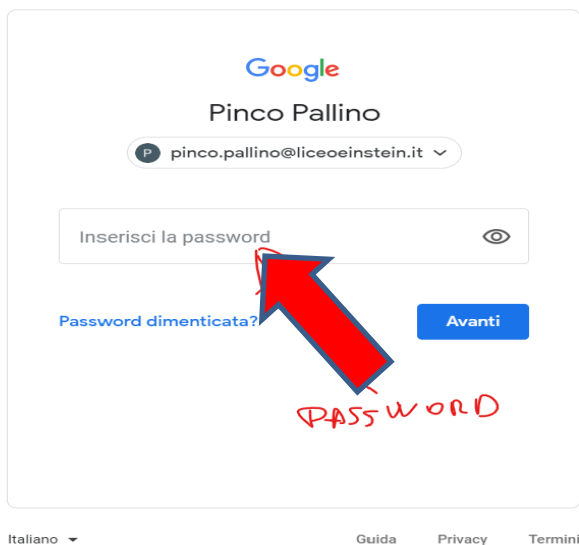 Google
Pinco Pallino
P pinco.pallino@liceoeinstein.it
Inserisci la password
Password dimenticata?
Avanti
PASSWORD
Italiano
Guida Privacy Termini